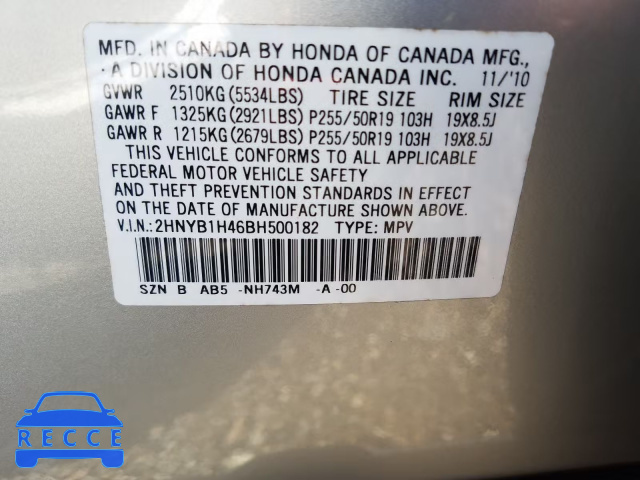 MFD. IN CANADA BY HONDA OF CANADA MFG.,
A DIVISION OF HONDA CANADA INC. 11/'10
GVWR 2510KG (5534LBS) TIRE SIZE RIM SIZE
GAWR F 1325KG (2921LBS) P255/50R19 103H 19X8.5J
GAWR R 1215KG (2679LBS) P255/50R19 103H 19X8.5J
THIS VEHICLE CONFORMS TO ALL APPLICABLE
FEDERAL MOTOR VEHICLE SAFETY
AND THEFT PREVENTION STANDARDS IN EFFECT
ON THE DATE OF MANUFACTURE SHOWN ABOVE.
V.I.N.: 2HNYB1H46BH500182 TYPE: MPV
SZN B AB5 -NH743M -A -00
RECCE